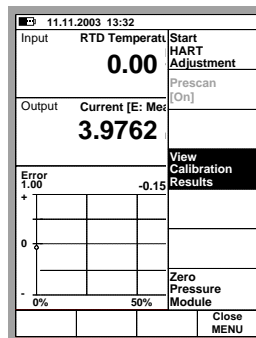 11.11.2003 13:32
Input RTD Temperatu
0.00
Output Current [E: Mea
3.9762
Error
1.00 -0.15
+
0
-
0% 50%
Start
HART
Adjustment
Prescan
[On]
View
Calibration
Results
Zero
Pressure
Module
Close
MENU